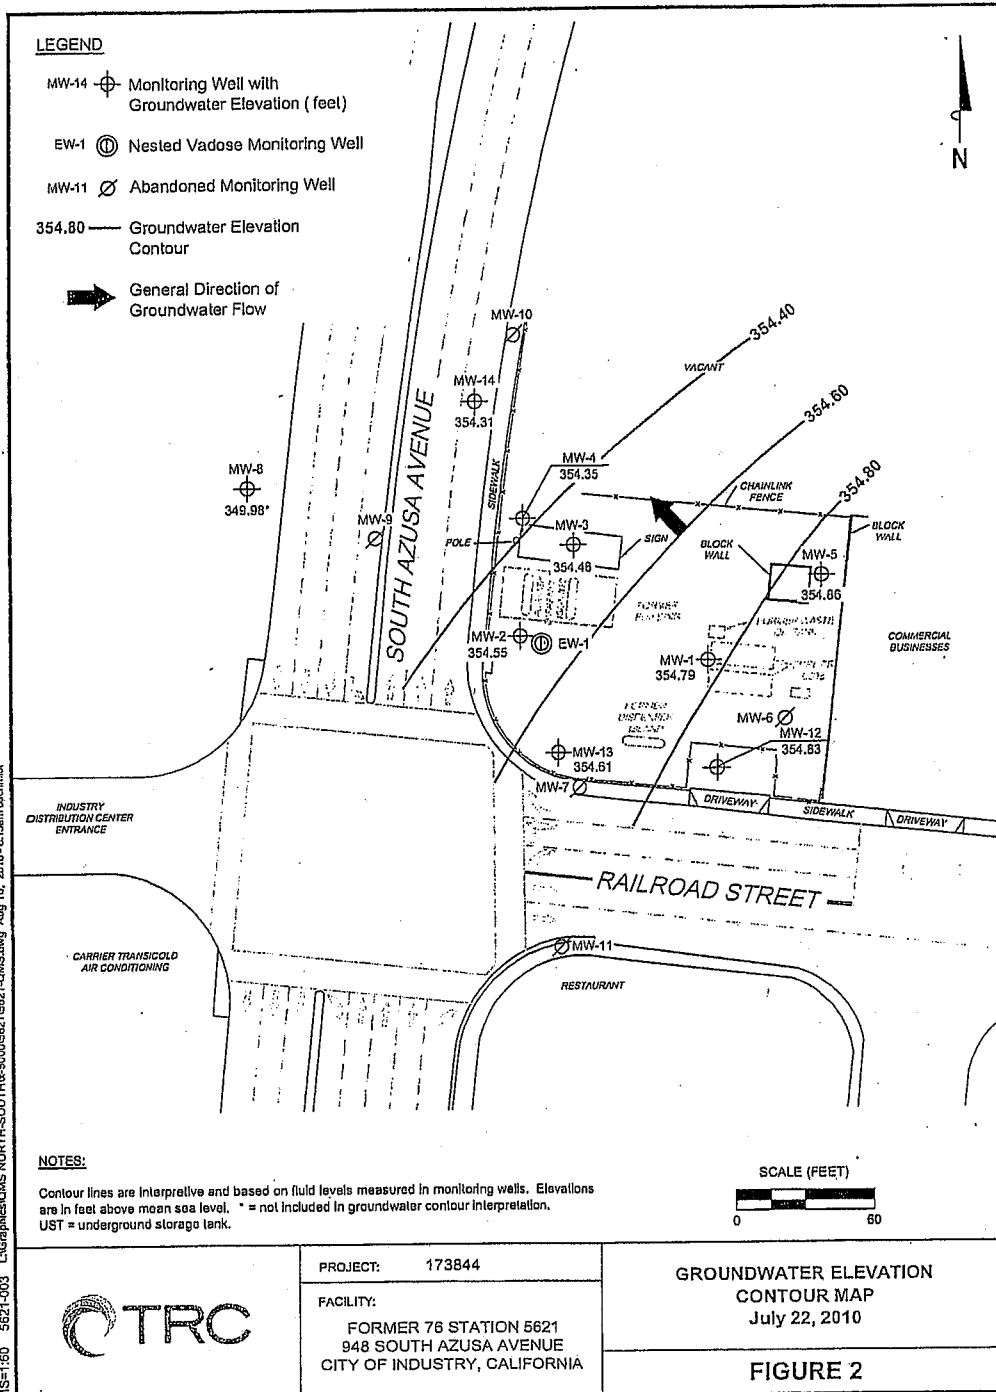 LEGEND
MW-14 Monitoring Well with
Groundwater Elevation (feet)
EW-1 Nested Vadose Monitoring Well
MW-11 Abandoned Monitoring Well
354.80 Groundwater Elevation
Contour
General Direction of
Groundwater Flow
N
MW-10
354.40
VACANT
MW-14
354.31
354.60
SOUTH AZUSA AVENUE
SIDEWALK
MW-4
354.35
MW-8
349.98*
354.80
CHAINLINK
FENCE
MW-9
MW-3
354.46
POLE
SIGN
BLOCK
WALL
BLOCK
WALL
MW-5
354.86
MW-2
354.55
EW-1
FORMER
BUILDING
COMMERCIAL
BUSINESSES
MW-1
354.79
FORMER
DISPENSER
ISLAND
MW-6
MW-12
354.83
MW-13
354.61
MW-7
DRIVEWAY
SIDEWALK
DRIVEWAY
INDUSTRY
DISTRIBUTION CENTER
ENTRANCE
RAILROAD STREET
CARRIER TRANSICOLD
AIR CONDITIONING
MW-11
RESTAURANT
NOTES:
Contour lines are interpretive and based on fluid levels measured in monitoring wells. Elevations
are in feet above mean sea level. * = not included in groundwater contour interpretation.
UST = underground storage tank.
SCALE (FEET)
0 60
TRC
PROJECT: 173844
FACILITY:
FORMER 76 STATION 5621
948 SOUTH AZUSA AVENUE
CITY OF INDUSTRY, CALIFORNIA
GROUNDWATER ELEVATION
CONTOUR MAP
July 22, 2010
FIGURE 2
5621-003